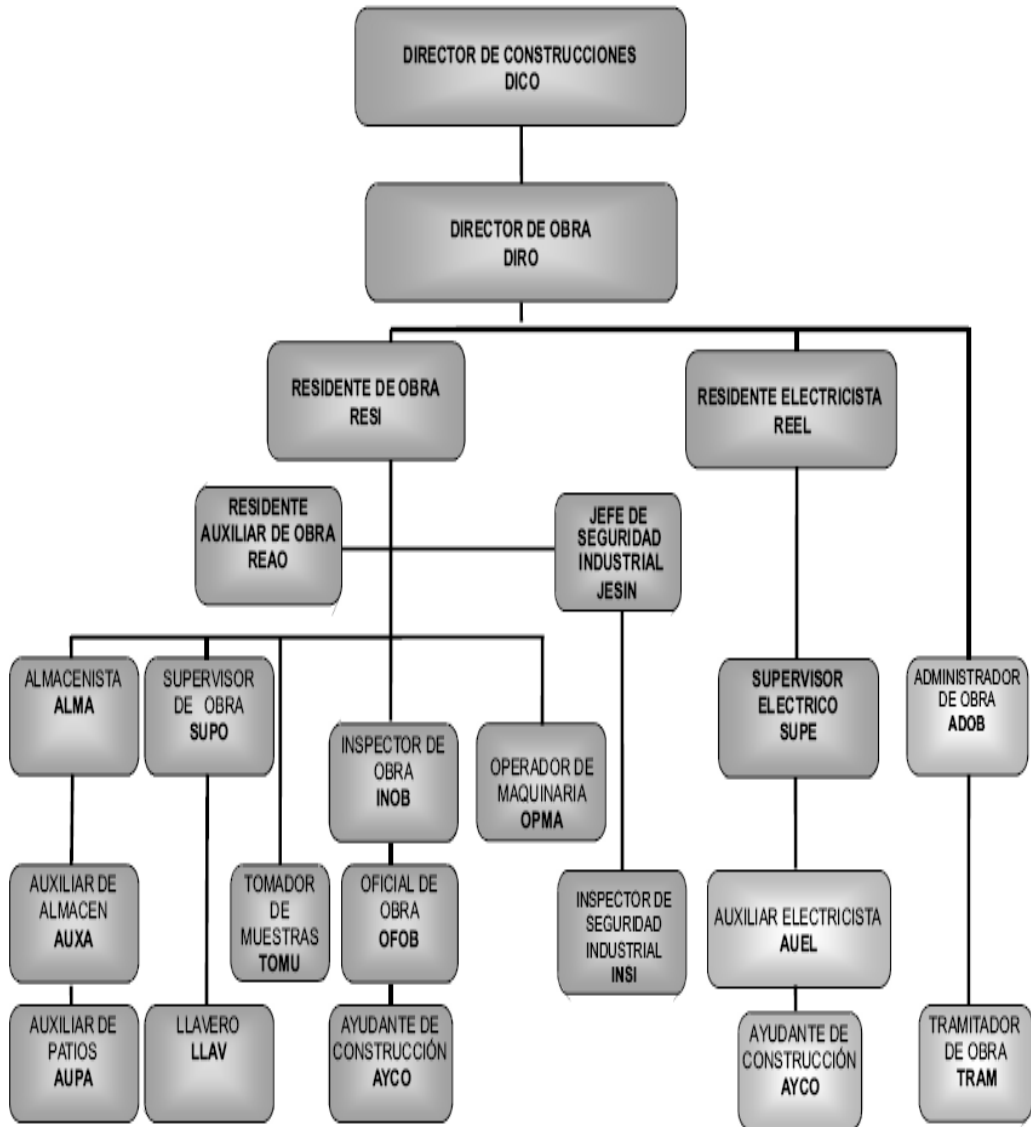 DIRECTOR DE CONSTRUCCIONES
DICO
DIRECTOR DE OBRA
DIRO
RESIDENTE DE OBRA
RESI
RESIDENTE ELECTRICISTA
REEL
RESIDENTE
AUXILIAR DE OBRA
REAO
JEFE DE
SEGURIDAD
INDUSTRIAL
JESIN
ALMACENISTA
ALMA
SUPERVISOR
DE OBRA
SUPO
INSPECTOR DE
OBRA
INOB
OPERADOR DE
MAQUINARIA
OPMA
SUPERVISOR
ELECTRICO
SUPE
ADMINISTRADOR
DE OBRA
ADOB
AUXILIAR DE
ALMACEN
AUXA
TOMADOR
DE
MUESTRAS
TOMU
OFICIAL DE
OBRA
OFOB
INSPECTOR DE
SEGURIDAD
INDUSTRIAL
INSI
AUXILIAR ELECTRICISTA
AUEL
AUXILIAR DE
PATIOS
AUPA
LLAVERO
LLAV
AYUDANTE DE
CONSTRUCCIÓN
AYCO
AYUDANTE DE
CONSTRUCCIÓN
AYCO
TRAMITADOR
DE OBRA
TRAM